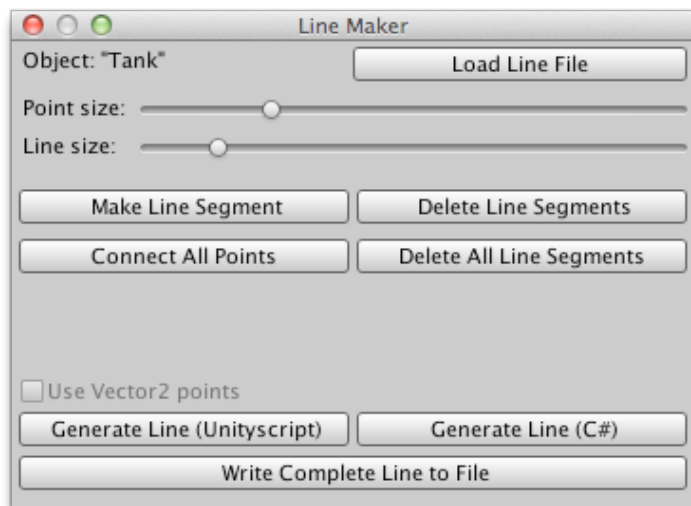 Line Maker
Object: "Tank"
Load Line File
Point size:
Line size:
Make Line Segment
Delete Line Segments
Connect All Points
Delete All Line Segments
Use Vector2 points
Generate Line (Unityscript)
Generate Line (C#)
Write Complete Line to File